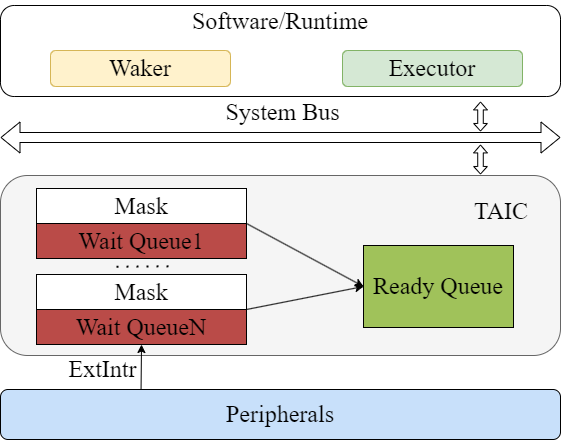 Software/Runtime
Waker
Executor
System Bus
TAIC
Mask
Wait Queue1
......
Mask
Wait QueueN
Ready Queue
ExtIntr
Peripherals